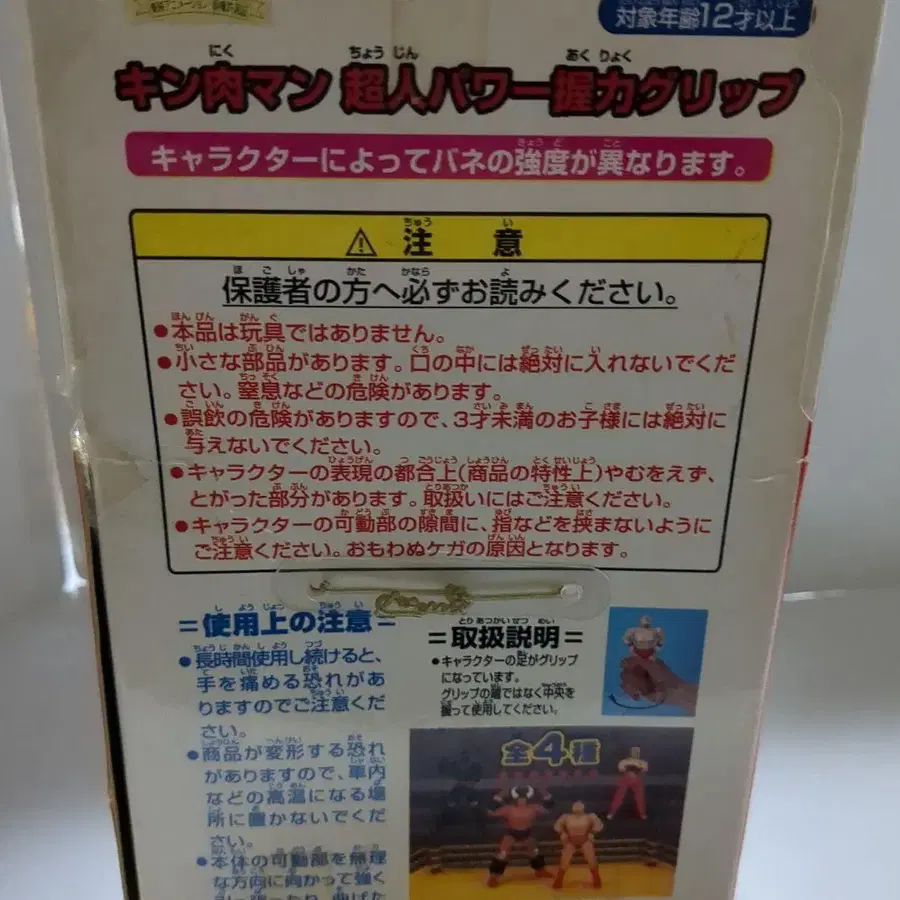 対象年齢12才以上
キン肉マン 超人パワー握力グリップ
キャラクターによってバネの強度が異なります。
注意
保護者の方へ必ずお読みください。
●本品は玩具ではありません。
●小さな部品があります。口の中には絶対に入れないでくだ
さい。窒息などの危険があります。
●誤飲の危険がありますので、3才未満のお子様には絶対に
与えないでください。
●キャラクターの表現の都合上(商品の特性上)やむをえず、
とがった部分があります。取扱いにはご注意ください。
●キャラクターの可動部の隙間に、指などを挟まないように
ご注意ください。おもわぬケガの原因となります。
=使用上の注意=
●長時間使用し続けると、
手を痛める恐れがあ
りますのでご注意くだ
さい。
●商品が変形する恐れ
がありますので、車内
などの高温になる場
所に置かないでくだ
さい。
●本体の可動部を無理
な方向に向かって強く
=取扱説明=
●キャラクターの足がグリップ
になっています。
グリップの端ではなく中央を
握って使用してください。
全4種